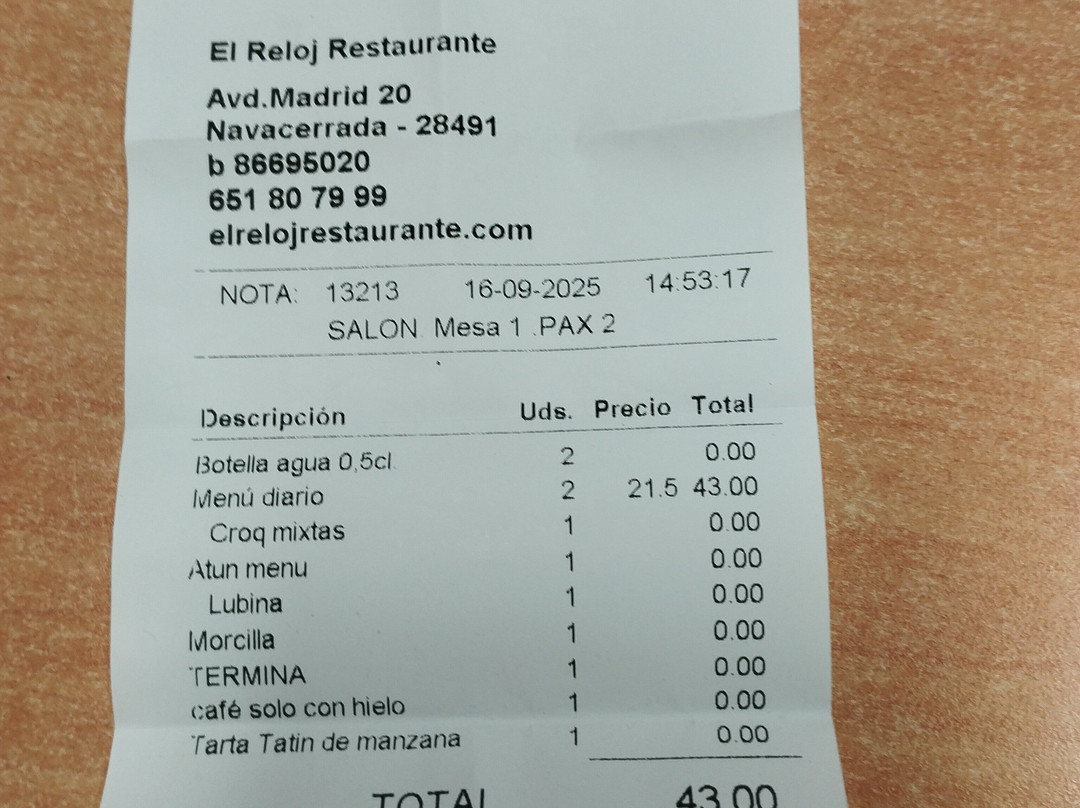 El Reloj Restaurante
Avd.Madrid 20
Navacerrada - 28491
b 86695020
651 80 79 99
elrelojrestaurante.com
NOTA: 13213 16-09-2025 14:53:17
SALON. Mesa 1 .PAX 2
Descripción Uds. Precio Total
Botella agua 0,5cl. 2 0.00
Menú diario 2 21.5 43.00
Croq mixtas 1 0.00
Atun menu 1 0.00
Lubina 1 0.00
Morcilla 1 0.00
TERMINA 1 0.00
café solo con hielo 1 0.00
Tarta Tatin de manzana 1 0.00
TOTAL 43.00